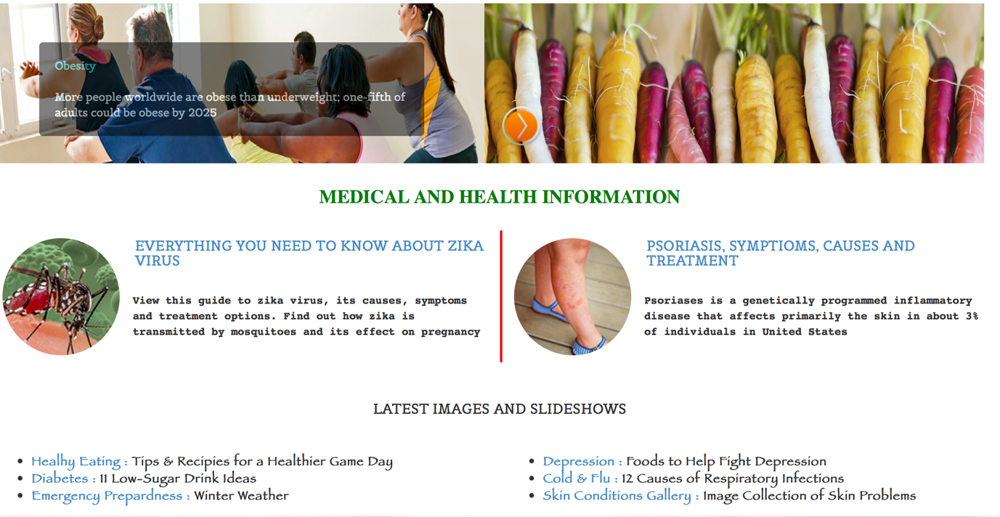 Obesity
More people worldwide are obese than underweight; one-fifth of
adults could be obese by 2025
MEDICAL AND HEALTH INFORMATION
EVERYTHING YOU NEED TO KNOW ABOUT ZIKA
VIRUS
View this guide to zika virus, its causes, symptoms
and treatment options. Find out how zika is
transmitted by mosquitoes and its effect on pregnancy
PSORIASIS, SYMPTIOMS, CAUSES AND
TREATMENT
Psoriases is a genetically programmed inflammatory
disease that affects primarily the skin in about 3%
of individuals in United States
LATEST IMAGES AND SLIDESHOWS
• Healhy Eating : Tips & Recipies for a Healthier Game Day
• Diabetes : 11 Low-Sugar Drink Ideas
• Emergency Prepardness : Winter Weather
• Depression : Foods to Help Fight Depression
• Cold & Flu : 12 Causes of Respiratory Infections
• Skin Conditions Gallery : Image Collection of Skin Problems